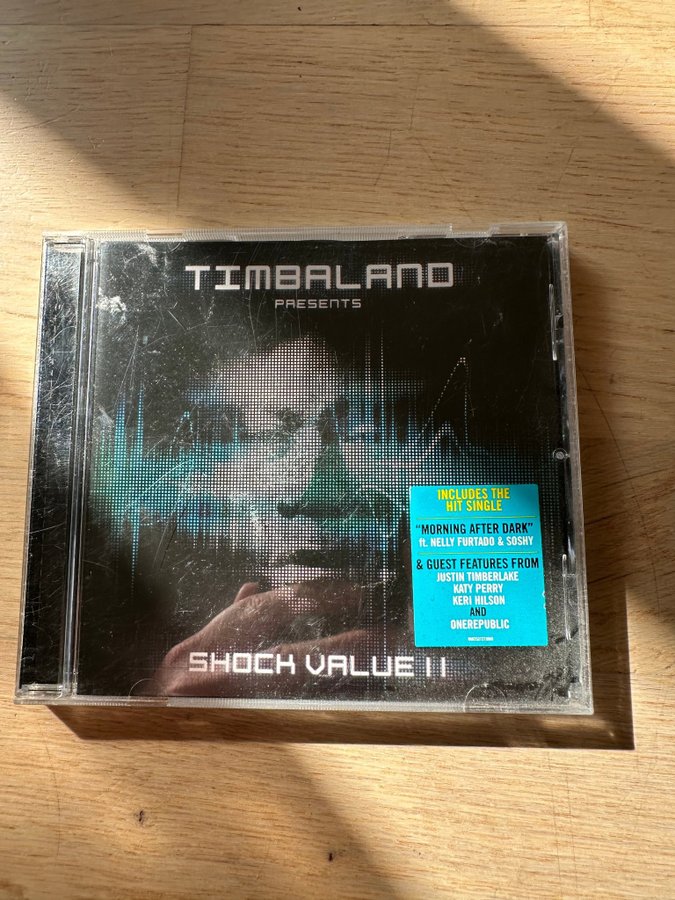 TIMBALAND
PRESENTS
INCLUDES THE
HIT SINGLE
"MORNING AFTER DARK"
ft. NELLY FURTADO & SOSHY
& GUEST FEATURES FROM
JUSTIN TIMBERLAKE
KATY PERRY
KERI HILSON
AND
ONEREPUBLIC
SHOCK VALUE II